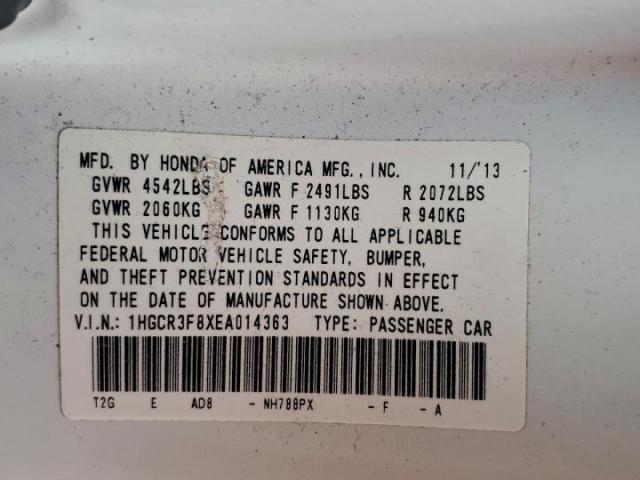 MFD. BY HONDA OF AMERICA MFG., INC. 11/'13
GVWR 4542LBS GAWR F 2491LBS R 2072LBS
GVWR 2060KG GAWR F 1130KG R 940KG
THIS VEHICLE CONFORMS TO ALL APPLICABLE
FEDERAL MOTOR VEHICLE SAFETY, BUMPER,
AND THEFT PREVENTION STANDARDS IN EFFECT
ON THE DATE OF MANUFACTURE SHOWN ABOVE.
V.I.N.: 1HGCR3F8XEA014363 TYPE: PASSENGER CAR
T2G E AD8 - NH788PX - F - A